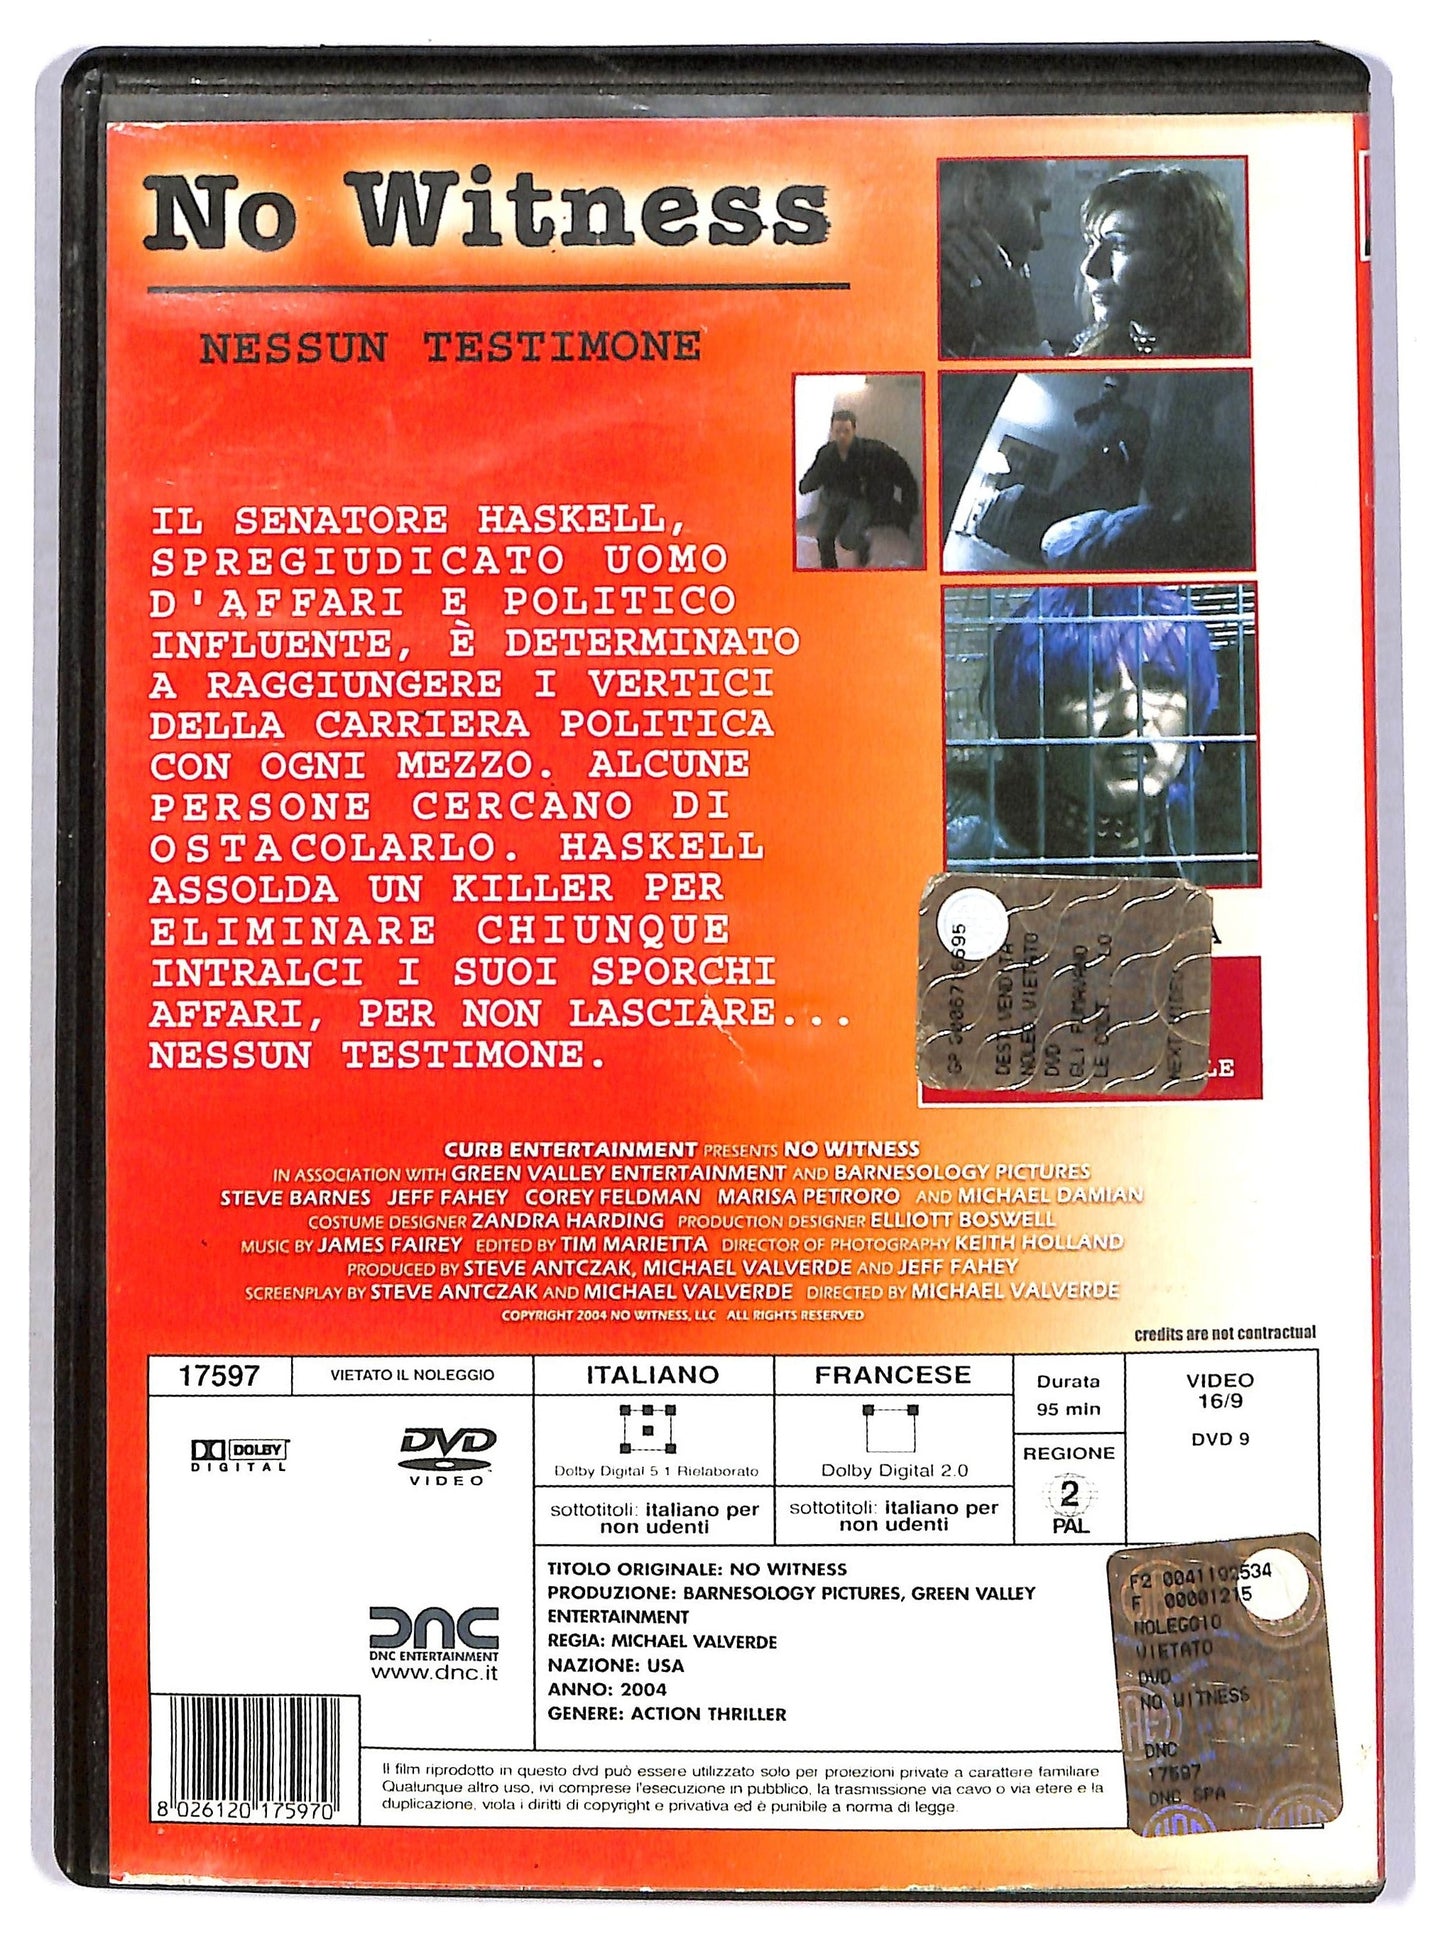 No Witness
NESSUN TESTIMONE
IL SENATORE HASKELL,
SPREGIUDICATO UOMO
D'AFFARI E POLITICO
INFLUENTE, È DETERMINATO
A RAGGIUNGERE I VERTICI
DELLA CARRIERA POLITICA
CON OGNI MEZZO. ALCUNE
PERSONE CERCANO DI
OSTACOLARLO. HASKELL
ASSOLDA UN KILLER PER
ELIMINARE CHIUNQUE
INTRALCI I SUOI SPORCHI
AFFARI, PER NON LASCIARE...
NESSUN TESTIMONE.
DEST VENDITA
NOLEG VIETATO
DVD
LE
CURB ENTERTAINMENT PRESENTS NO WITNESS
IN ASSOCIATION WITH GREEN VALLEY ENTERTAINMENT AND BARNESOLOGY PICTURES
STEVE BARNES JEFF FAHEY COREY FELDMAN MARISA PETRORO AND MICHAEL DAMIAN
COSTUME DESIGNER ZANDRA HARDING PRODUCTION DESIGNER ELLIOTT BOSWELL
MUSIC BY JAMES FAIREY EDITED BY TIM MARIETTA DIRECTOR OF PHOTOGRAPHY KEITH HOLLAND
PRODUCED BY STEVE ANTCZAK, MICHAEL VALVERDE AND JEFF FAHEY
SCREENPLAY BY STEVE ANTCZAK AND MICHAEL VALVERDE DIRECTED BY MICHAEL VALVERDE
COPYRIGHT 2004 NO WITNESS, LLC ALL RIGHTS RESERVED
credits are not contractual
17597
VIETATO IL NOLEGGIO
DOLBY
DIGITAL
DVD
VIDEO
ITALIANO
Dolby Digital 5 1 Rielaborato
sottotitoli: italiano per
non udenti
FRANCESE
Dolby Digital 2.0
sottotitoli: italiano per
non udenti
Durata
95 min
REGIONE
2
PAL
VIDEO
16/9
DVD 9
dnc
DNC ENTERTAINMENT
www.dnc.it
TITOLO ORIGINALE: NO WITNESS
PRODUZIONE: BARNESOLOGY PICTURES, GREEN VALLEY
ENTERTAINMENT
REGIA: MICHAEL VALVERDE
NAZIONE: USA
ANNO: 2004
GENERE: ACTION THRILLER
F2 0041192534
F 00001215
NOLEGGIO
VIETATO
DVD
NO WITNESS
DNC
17597
DNC SPA
8 026120 175970
Il film riprodotto in questo dvd può essere utilizzato solo per proiezioni private a carattere familiare
Qualunque altro uso, ivi comprese l'esecuzione in pubblico, la trasmissione via cavo o via etere e la
duplicazione, viola i diritti di copyright e privativa ed è punibile a norma di legge.